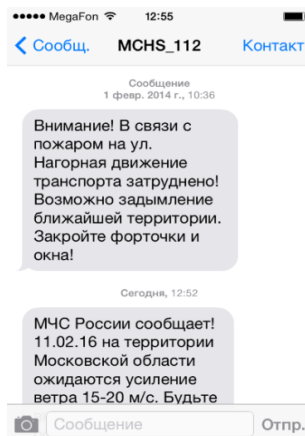 MegaFon 12:55
Сообщ. MCHS_112 Контакт
Сообщение
1 февр. 2014 г., 10:36
Внимание! В связи с
пожаром на ул.
Нагорная движение
транспорта затруднено!
Возможно задымление
ближайшей территории.
Закройте форточки и
окна!
Сегодня, 12:52
МЧС России сообщает!
11.02.16 на территории
Московской области
ожидаются усиление
ветра 15-20 м/с. Будьте
Сообщение Отпр.